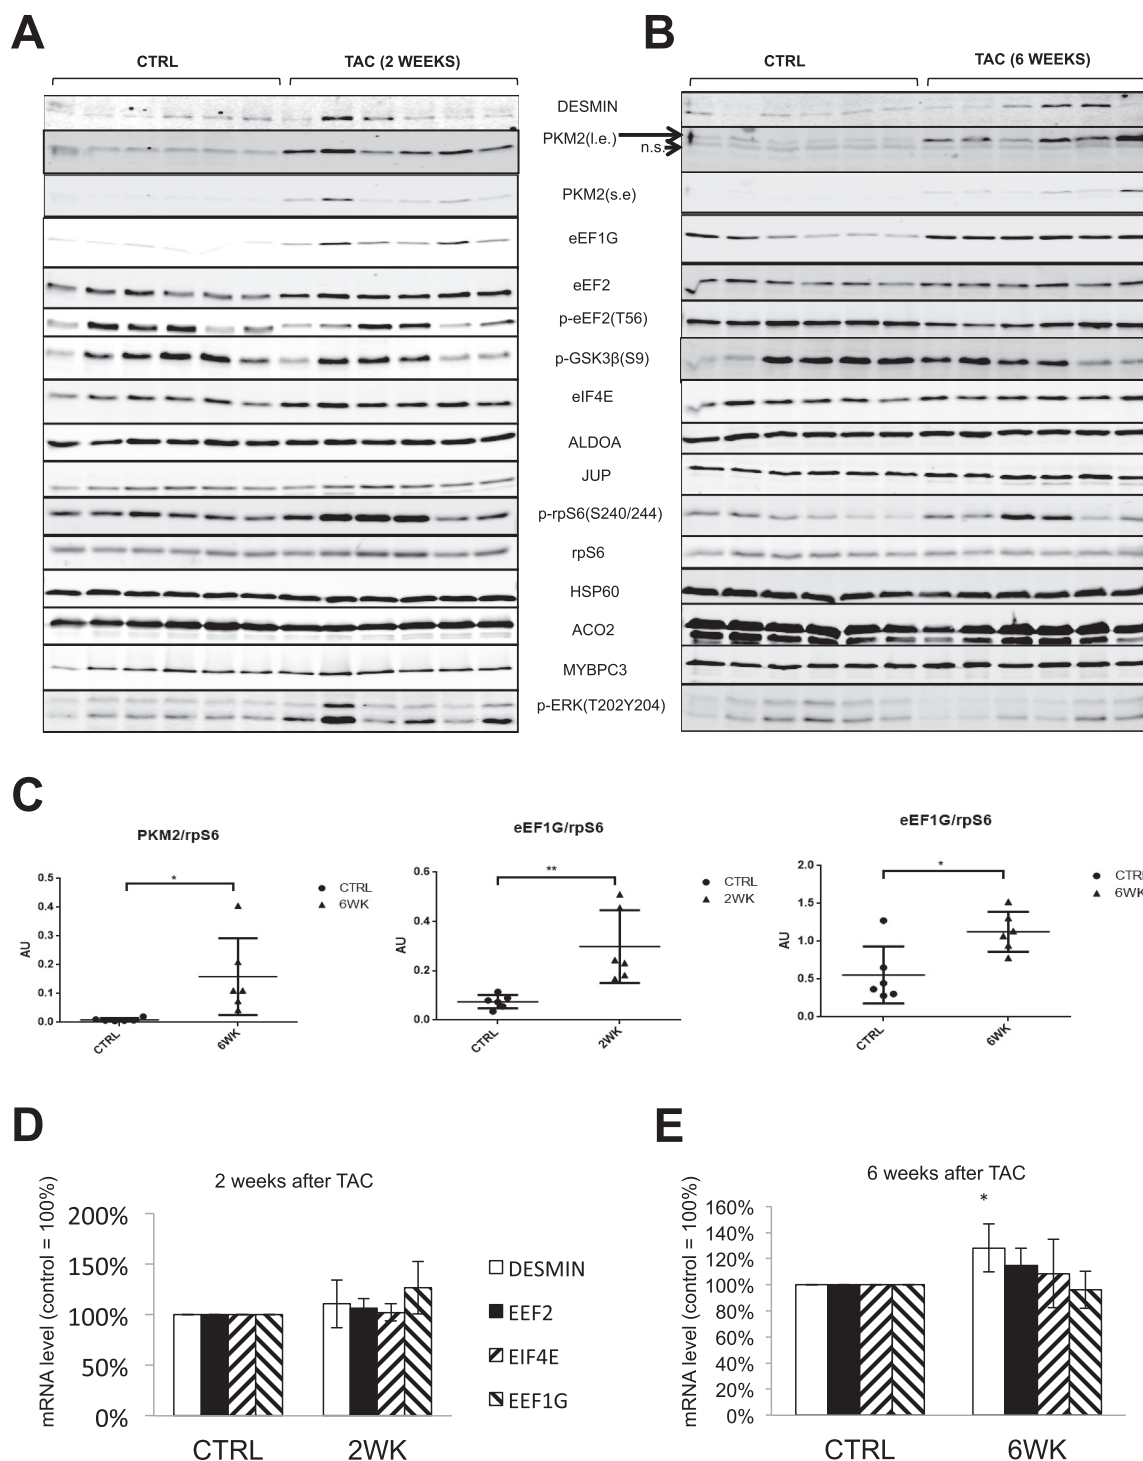 A
B
CTRL
TAC (2 WEEKS)
CTRL
TAC (6 WEEKS)
DESMIN
PKM2(l.e.)
n.s.
PKM2(s.e)
eEF1G
eEF2
p-eEF2(T56)
p-GSK3β(S9)
eIF4E
ALDOA
JUP
p-rpS6(S240/244)
rpS6
HSP60
ACO2
MYBPC3
p-ERK(T202Y204)
C
PKM2/rpS6
*
0.5
0.4
0.3
0.2
0.1
0.0
AU
CTRL
6WK
CTRL
6WK
eEF1G/rpS6
**
0.6
0.4
0.2
0.0
AU
CTRL
2WK
CTRL
2WK
eEF1G/rpS6
*
2.0
1.5
1.0
0.5
0.0
AU
CTRL
6WK
CTRL
6WK
D
2 weeks after TAC
mRNA level (control = 100%)
200%
150%
100%
50%
0%
CTRL
2WK
DESMIN
EEF2
EIF4E
EEF1G
E
6 weeks after TAC
*
mRNA level (control = 100%)
160%
140%
120%
100%
80%
60%
40%
20%
0%
CTRL
6WK